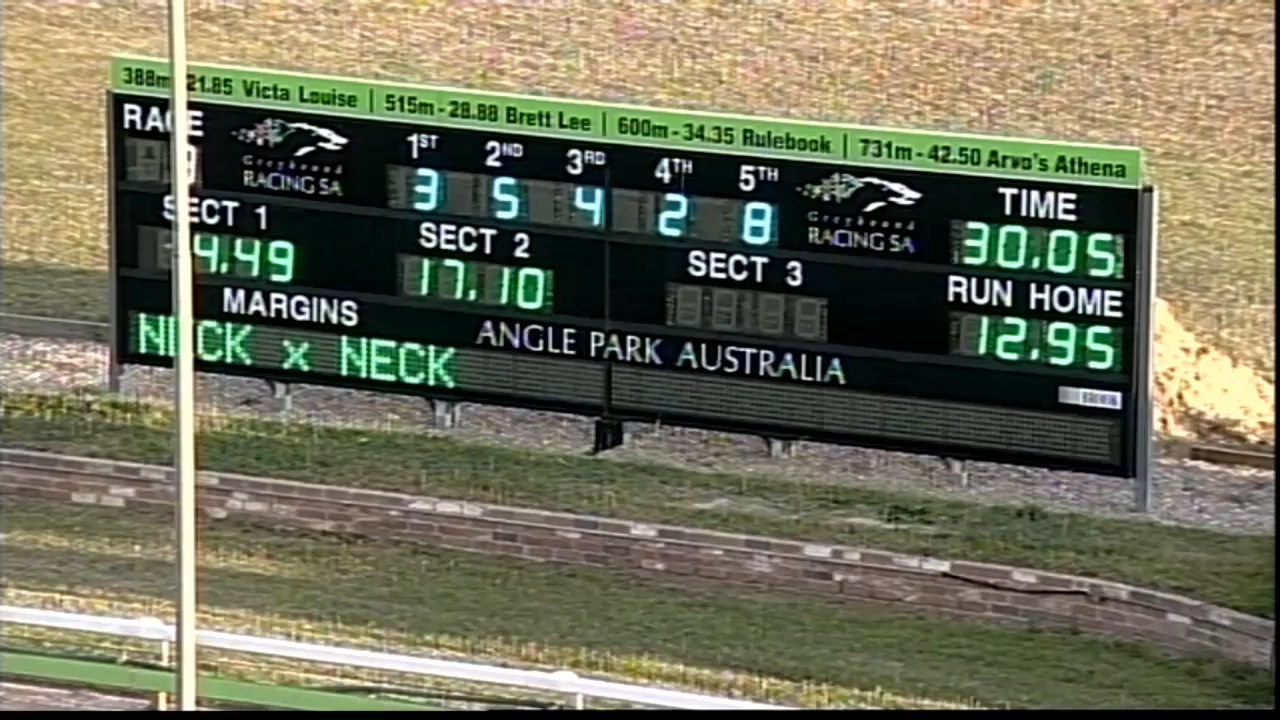 388m 21.85 Victa Louise | 515m - 28.88 Brett Lee | 600m - 34.35 Rulebook | 731m - 42.50 Arvo's Athena
RACE
Greyhound
RACING SA
1ST 2ND 3RD 4TH 5TH
3 5 4 2 8
Greyhound
RACING SA
TIME
30.05
SECT 1
4.49
SECT 2
17.10
SECT 3
RUN HOME
12.95
MARGINS
NECK x NECK
ANGLE PARK AUSTRALIA